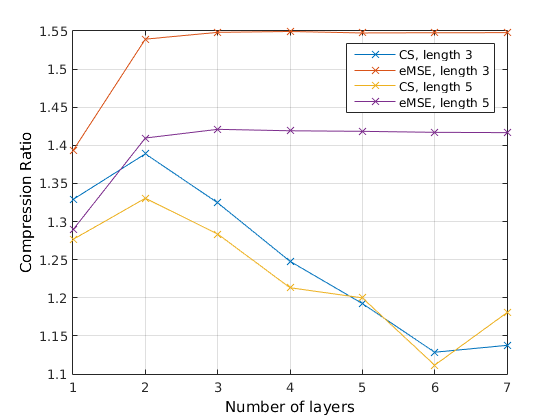 1.55
1.5
1.45
1.4
1.35
1.3
1.25
1.2
1.15
1.1
Compression Ratio
CS, length 3
eMSE, length 3
CS, length 5
eMSE, length 5
1 2 3 4 5 6 7
Number of layers